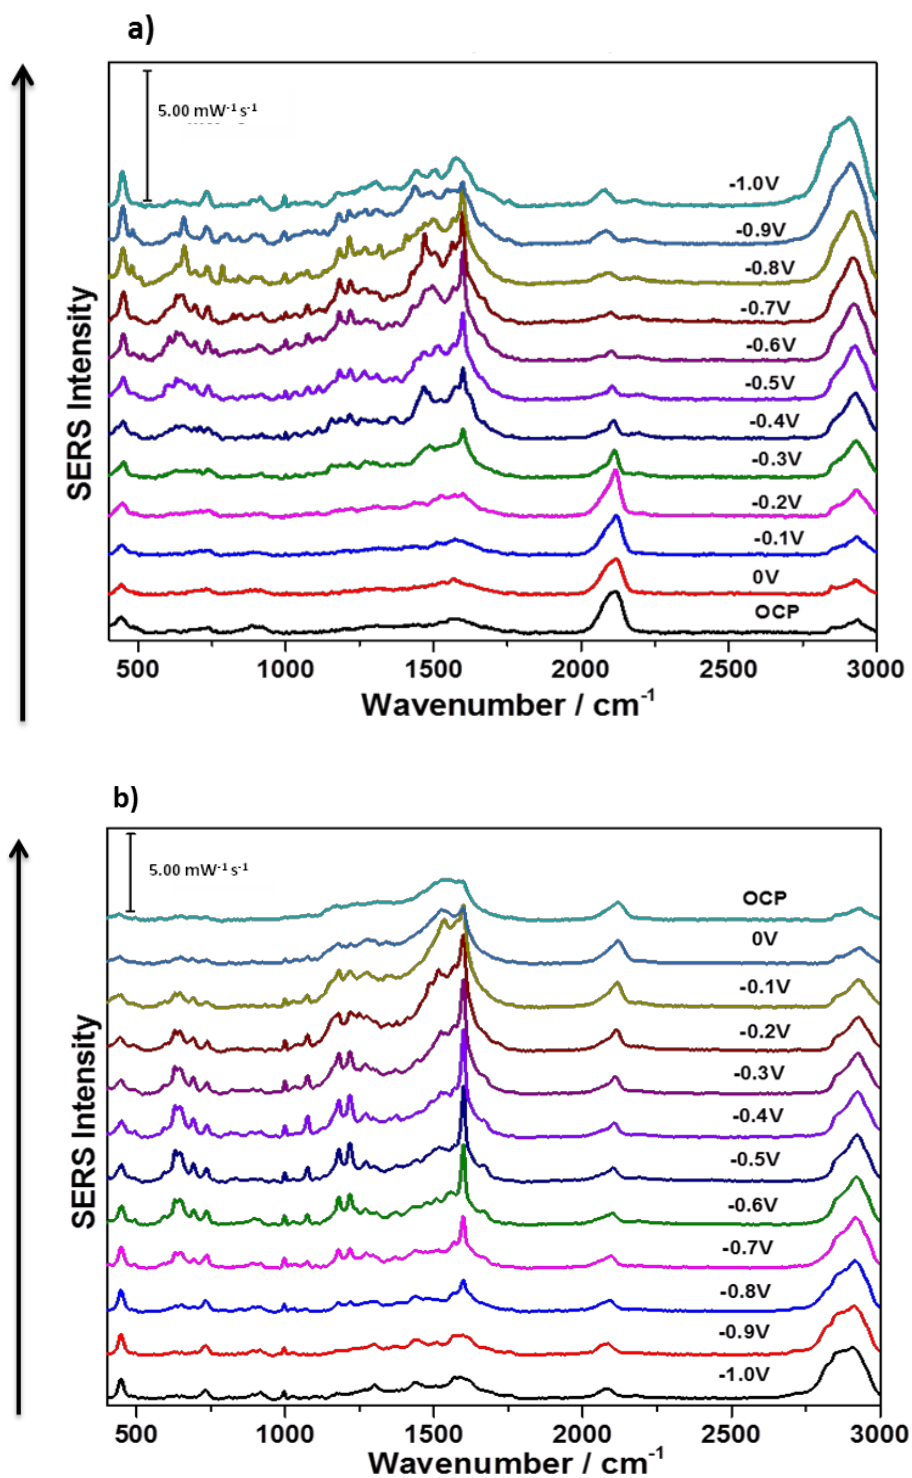 a)
5.00 mW⁻¹ s⁻¹
-1.0V
-0.9V
-0.8V
-0.7V
-0.6V
-0.5V
-0.4V
-0.3V
-0.2V
-0.1V
0V
OCP
SERS Intensity
500 1000 1500 2000 2500 3000
Wavenumber / cm⁻¹
b)
5.00 mW⁻¹ s⁻¹
OCP
0V
-0.1V
-0.2V
-0.3V
-0.4V
-0.5V
-0.6V
-0.7V
-0.8V
-0.9V
-1.0V
SERS Intensity
500 1000 1500 2000 2500 3000
Wavenumber / cm⁻¹